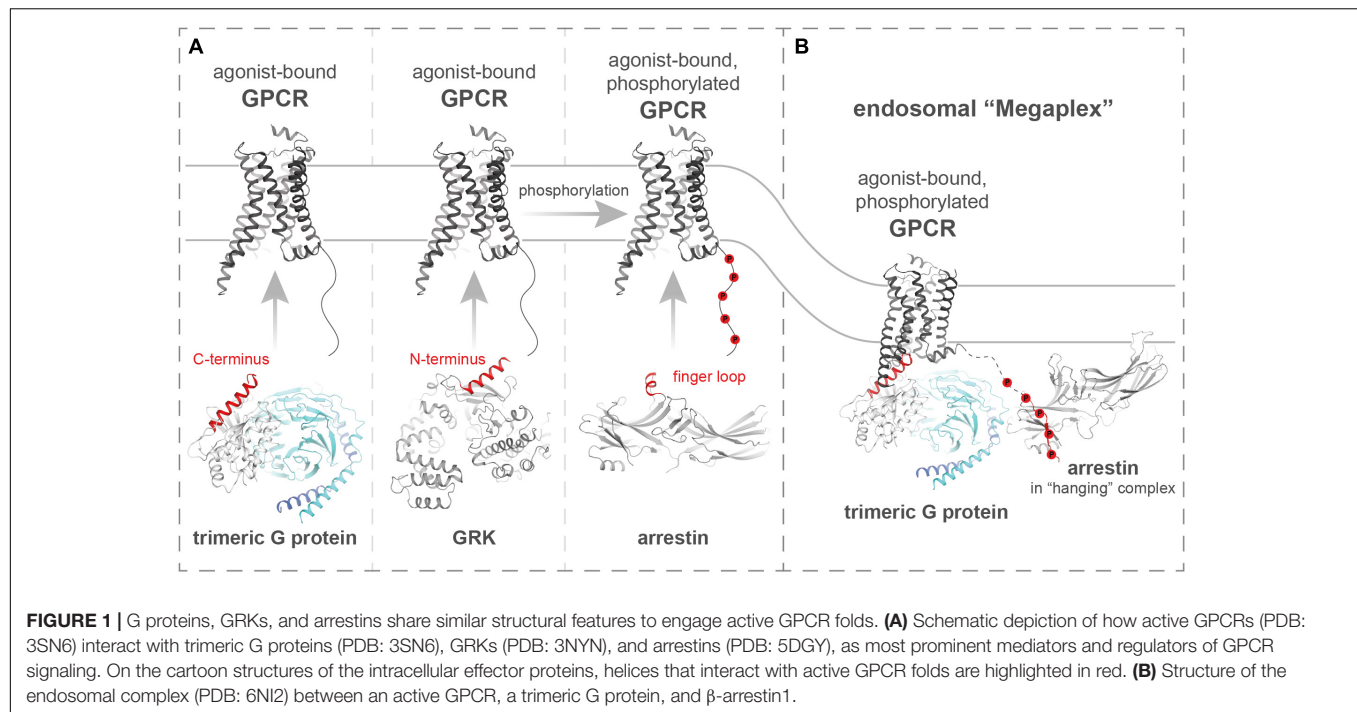 A
agonist-bound
GPCR
agonist-bound
GPCR
agonist-bound,
phosphorylated
GPCR
phosphorylation
P
P
P
P
P
C-terminus
N-terminus
finger loop
trimeric G protein
GRK
arrestin
B
endosomal “Megaplex”
agonist-bound,
phosphorylated
GPCR
P
P
P
P
P
arrestin
in “hanging” complex
trimeric G protein
FIGURE 1 | G proteins, GRKs, and arrestins share similar structural features to engage active GPCR folds. (A) Schematic depiction of how active GPCRs (PDB:
3SN6) interact with trimeric G proteins (PDB: 3SN6), GRKs (PDB: 3NYN), and arrestins (PDB: 5DGY), as most prominent mediators and regulators of GPCR
signaling. On the cartoon structures of the intracellular effector proteins, helices that interact with active GPCR folds are highlighted in red. (B) Structure of the
endosomal complex (PDB: 6NI2) between an active GPCR, a trimeric G protein, and β-arrestin1.